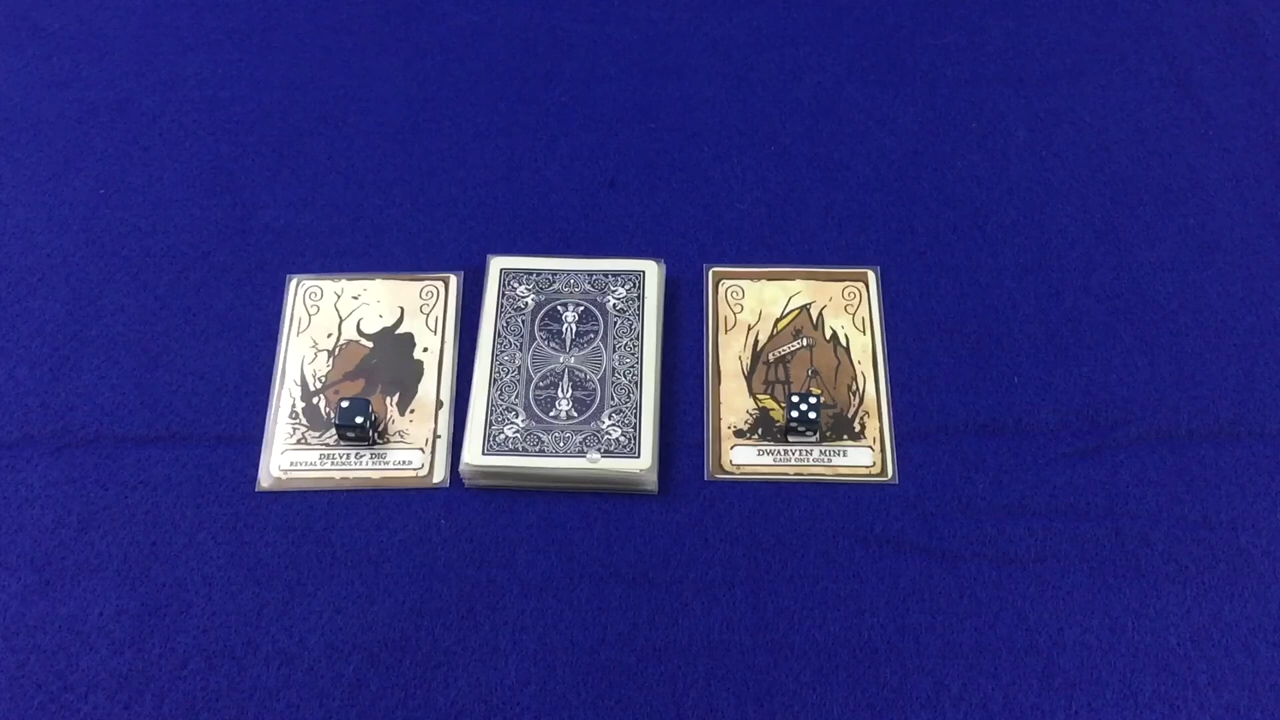 DELVE & DIG
REVEAL & RESOLVE 1 NEW CARD
DWARVEN MINE
GAIN ONE GOLD